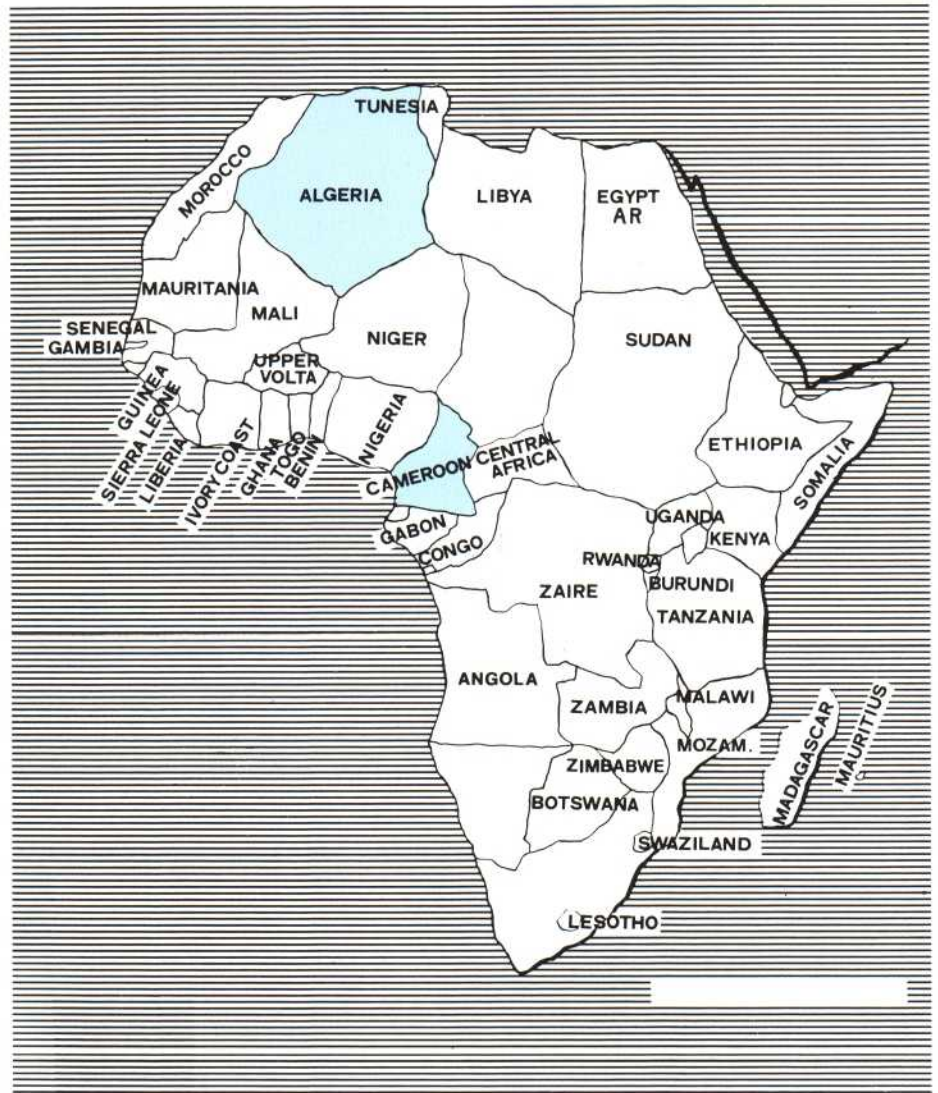 TUNESIA
MOROCCO
ALGERIA
LIBYA
EGYPT
AR
MAURITANIA
MALI
NIGER
SUDAN
SENEGAL
GAMBIA
UPPER
VOLTA
GUINEA
SIERRA LEONE
LIBERIA
IVORY COAST
GHANA
TOGO
BENIN
NIGERIA
CAMEROON
CENTRAL
AFRICA
ETHIOPIA
SOMALIA
GABON
CONGO
UGANDA
KENYA
RWANDA
BURUNDI
ZAIRE
TANZANIA
ANGOLA
ZAMBIA
MALAWI
MOZAM.
MADAGASCAR
MAURITIUS
ZIMBABWE
BOTSWANA
SWAZILAND
LESOTHO